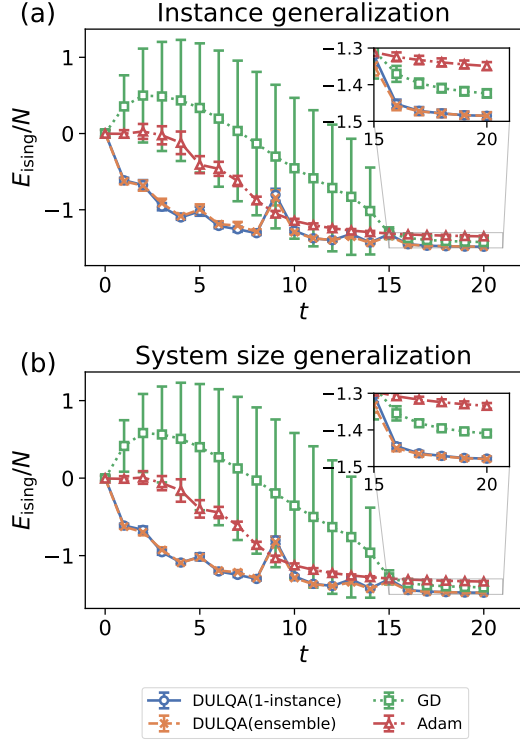 (a) Instance generalization
E_ising/N
1
0
−1
−1.3
−1.4
−1.5
15 20
0 5 10 15 20
t
(b) System size generalization
E_ising/N
1
0
−1
−1.3
−1.4
−1.5
15 20
0 5 10 15 20
t
DULQA(1-instance) GD
DULQA(ensemble) Adam